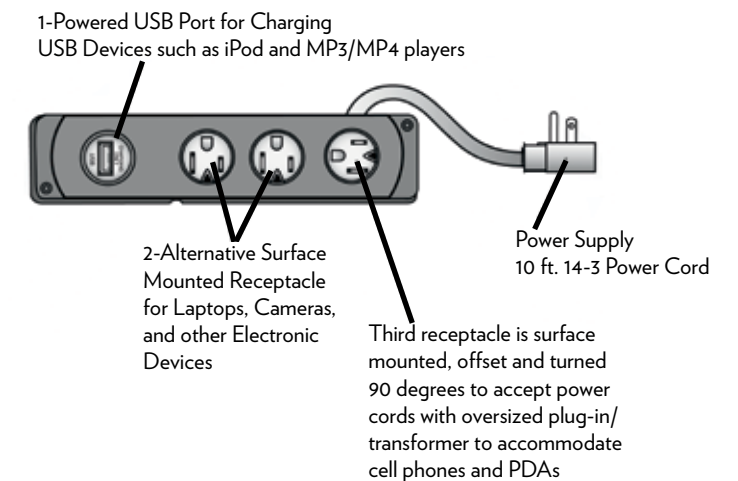 1-Powered USB Port for Charging
USB Devices such as iPod and MP3/MP4 players
Power Supply
10 ft. 14-3 Power Cord
2-Alternative Surface
Mounted Receptacle
for Laptops, Cameras,
and other Electronic
Devices
Third receptacle is surface
mounted, offset and turned
90 degrees to accept power
cords with oversized plug-in/
transformer to accommodate
cell phones and PDAs